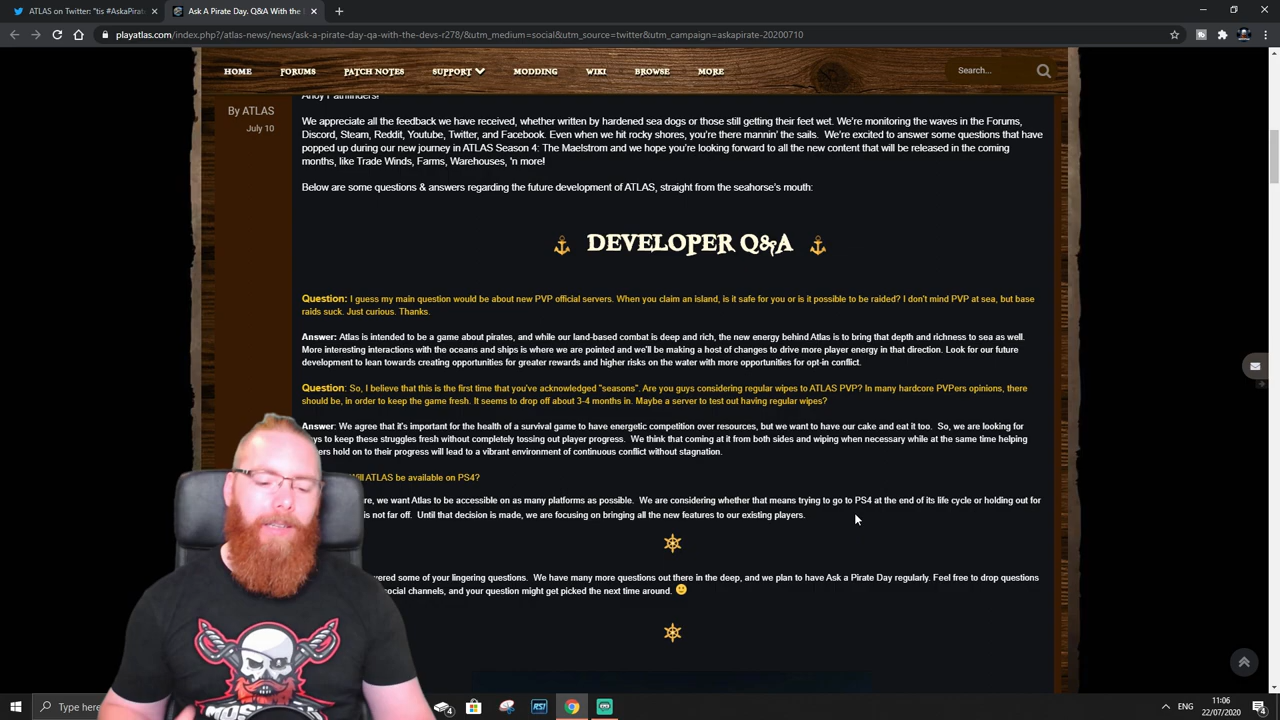 ATLAS on Twitter: "Tis #AskPirate
Ask A Pirate Day: Q&A with the D
playatlas.com/index.php?/atlas-news/news/ask-a-pirate-day-qa-with-the-devs-r278/&utm_medium=social&utm_source=twitter&utm_campaign=askapirate-20200710
HOME FORUMS PATCH NOTES SUPPORT MODDING WIKI BROWSE MORE Search...
Ahoy Pathfinders!
By ATLAS
July 10
We appreciate all the feedback we have received, whether written by hardened sea dogs or those still getting their feet wet. We're monitoring the waves in the Forums,
Discord, Steam, Reddit, Youtube, Twitter, and Facebook. Even when we hit rocky shores, you're there mannin' the sails. We're excited to answer some questions that have
popped up during our new journey in ATLAS Season 4: The Maelstrom and we hope you're looking forward to all the new content that will be released in the coming
months, like Trade Winds, Farms, Warehouses, 'n more!
Below are some questions & answers regarding the future development of ATLAS, straight from the seahorse's mouth:
DEVELOPER Q&A
Question: I guess my main question would be about new PVP official servers. When you claim an island, is it safe for you or is it possible to be raided? I don't mind PVP at sea, but base
raids suck. Just curious. Thanks.
Answer: Atlas is intended to be a game about pirates, and while our land-based combat is deep and rich, the new energy behind Atlas is to bring that depth and richness to sea as well.
More interesting interactions with the oceans and ships is where we are pointed and we'll be making a host of changes to drive more player energy in that direction. Look for our future
development to lean towards creating opportunities for greater rewards and higher risks on the water with more opportunities for opt-in conflict.
Question: So, I believe that this is the first time that you've acknowledged "seasons". Are you guys considering regular wipes to ATLAS PVP? In many hardcore PVPers opinions, there
should be, in order to keep the game fresh. It seems to drop off about 3-4 months in. Maybe a server to test out having regular wipes?
Answer: We agree that it's important for the health of a survival game to have energetic competition over resources, but we want to have our cake and eat it too. So, we are looking for
ways to keep these struggles fresh without completely tossing out player progress. We think that coming at it from both sides and wiping when necessary while at the same time helping
players hold on to their progress will lead to a vibrant environment of continuous conflict without stagnation.
ill ATLAS be available on PS4?
re, we want Atlas to be accessible on as many platforms as possible. We are considering whether that means trying to go to PS4 at the end of its life cycle or holding out for
is not far off. Until that decision is made, we are focusing on bringing all the new features to our existing players.
ered some of your lingering questions. We have many more questions out there in the deep, and we plan to have Ask a Pirate Day regularly. Feel free to drop questions
social channels, and your question might get picked the next time around.
Type here
ENG
11:06
22/07/2020